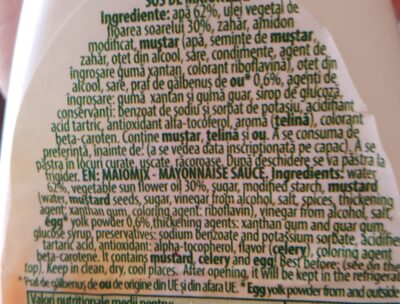 SOS DE MAIONEZĂ
Ingrediente: apă 62%, ulei vegetal de
floarea soarelui 30%, zahăr, amidon
modificat, muștar (apă, semințe de muștar,
zahăr, oțet din alcool, sare, condimente, agent de
îngroșare gumă xantan, colorant riboflavină), oțet din
alcool, sare, praf de gălbenuș de ou* 0,6%, agenți de
îngroșare: gumă xantan și gumă guar, sirop de glucoză,
conservanți: benzoat de sodiu și sorbat de potasiu, acidifiant
acid tartric, antioxidant alfa-tocoferol, aromă (țelină), colorant
beta-caroten. Conține muștar, țelină și ou. A se consuma de
preferință, înainte de: (a se vedea data inscripționată pe capac). A se
păstra în locuri curate, uscate, răcoroase. După deschidere se va păstra la
frigider. EN: MAIOMIX - MAYONNAISE SAUCE. Ingredients: water
62%, vegetable sun flower oil 30%, sugar, modified starch, mustard
(water, mustard seeds, sugar, vinegar from alcohol, salt, spices, thickening
agent: xanthan gum, coloring agent: riboflavin), vinegar from alcohol, salt,
egg* yolk powder 0,6%, thickening agents: xanthan gum and guar gum,
glucose syrup, preservatives: sodium benzoate and potassium sorbate, acidifier
tartaric acid, antioxidant: alpha-tocopherol, flavor (celery), coloring agent
beta-carotene. It contains mustard, celery and egg! Best before: (see on the
top). Keep in clean, dry, cool places. After opening, it will be kept in the refrigerat
* Praf de gălbenuș de ou de origine din UE și din afara UE. * Egg yolk powder from and outside
Valori nutriționale medii pentru